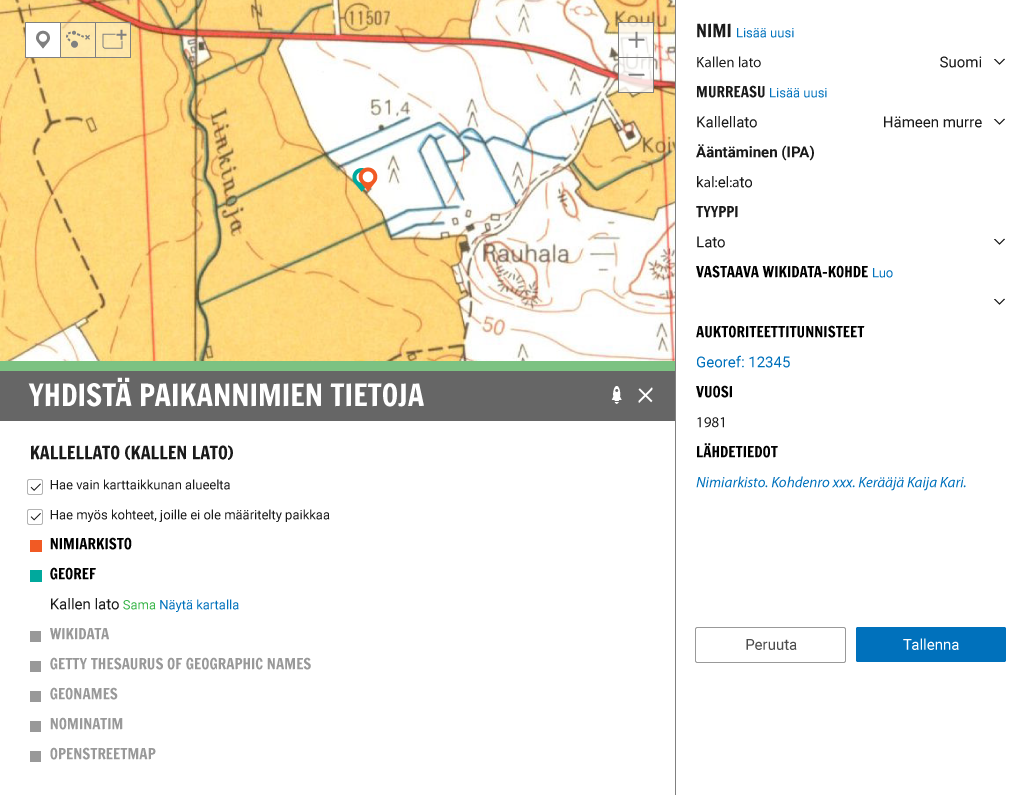 11507
Koulu
51,4
Linkinoja
Koiv
Rauhala
50
YHDISTÄ PAIKANNIMIEN TIETOJA
KALLELLATO (KALLEN LATO)
Hae vain karttaikkunan alueelta
Hae myös kohteet, joille ei ole määritelty paikkaa
NIMIARKISTO
GEOREF
Kallen lato Sama Näytä kartalla
WIKIDATA
GETTY THESAURUS OF GEOGRAPHIC NAMES
GEONAMES
NOMINATIM
OPENSTREETMAP
NIMI Lisää uusi
Kallen lato Suomi
MURREASU Lisää uusi
Kallellato Hämeen murre
Ääntäminen (IPA)
kal:el:ato
TYYPPI
Lato
VASTAAVA WIKIDATA-KOHDE Luo
AUKTORITEETTITUNNISTEET
Georef: 12345
VUOSI
1981
LÄHDETIEDOT
Nimiarkisto. Kohdenro xxx. Kerääjä Kaija Kari.
Peruuta
Tallenna